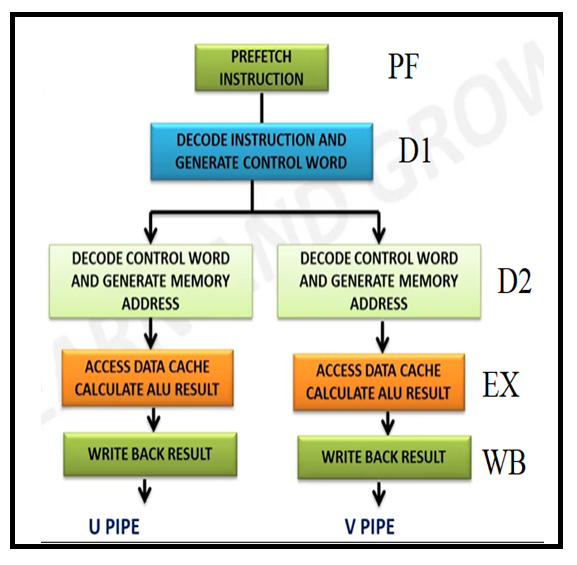 PREFETCH
INSTRUCTION
PF
DECODE INSTRUCTION AND
GENERATE CONTROL WORD
D1
DECODE CONTROL WORD
AND GENERATE MEMORY
ADDRESS
DECODE CONTROL WORD
AND GENERATE MEMORY
ADDRESS
D2
ACCESS DATA CACHE
CALCULATE ALU RESULT
ACCESS DATA CACHE
CALCULATE ALU RESULT
EX
WRITE BACK RESULT
WRITE BACK RESULT
WB
U PIPE
V PIPE